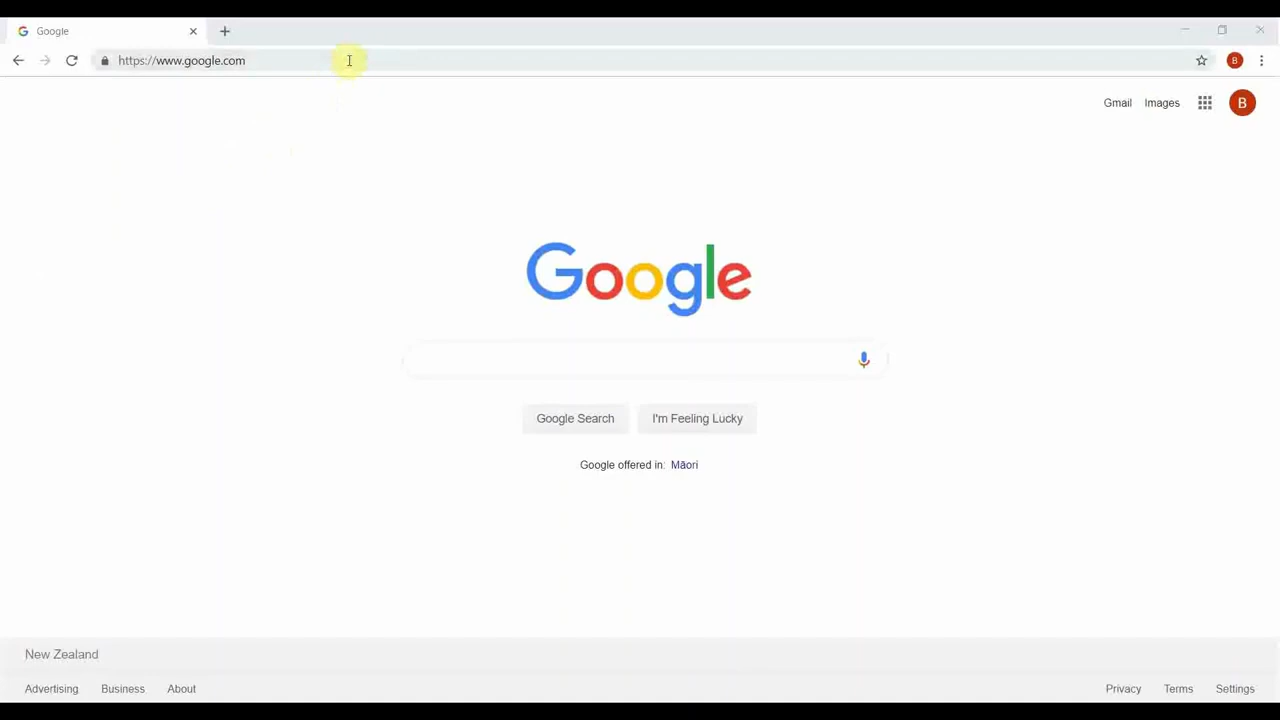 Google
https://www.google.com
B
Gmail Images B
Google
Google Search I'm Feeling Lucky
Google offered in: Māori
New Zealand
Advertising Business About Privacy Terms Settings